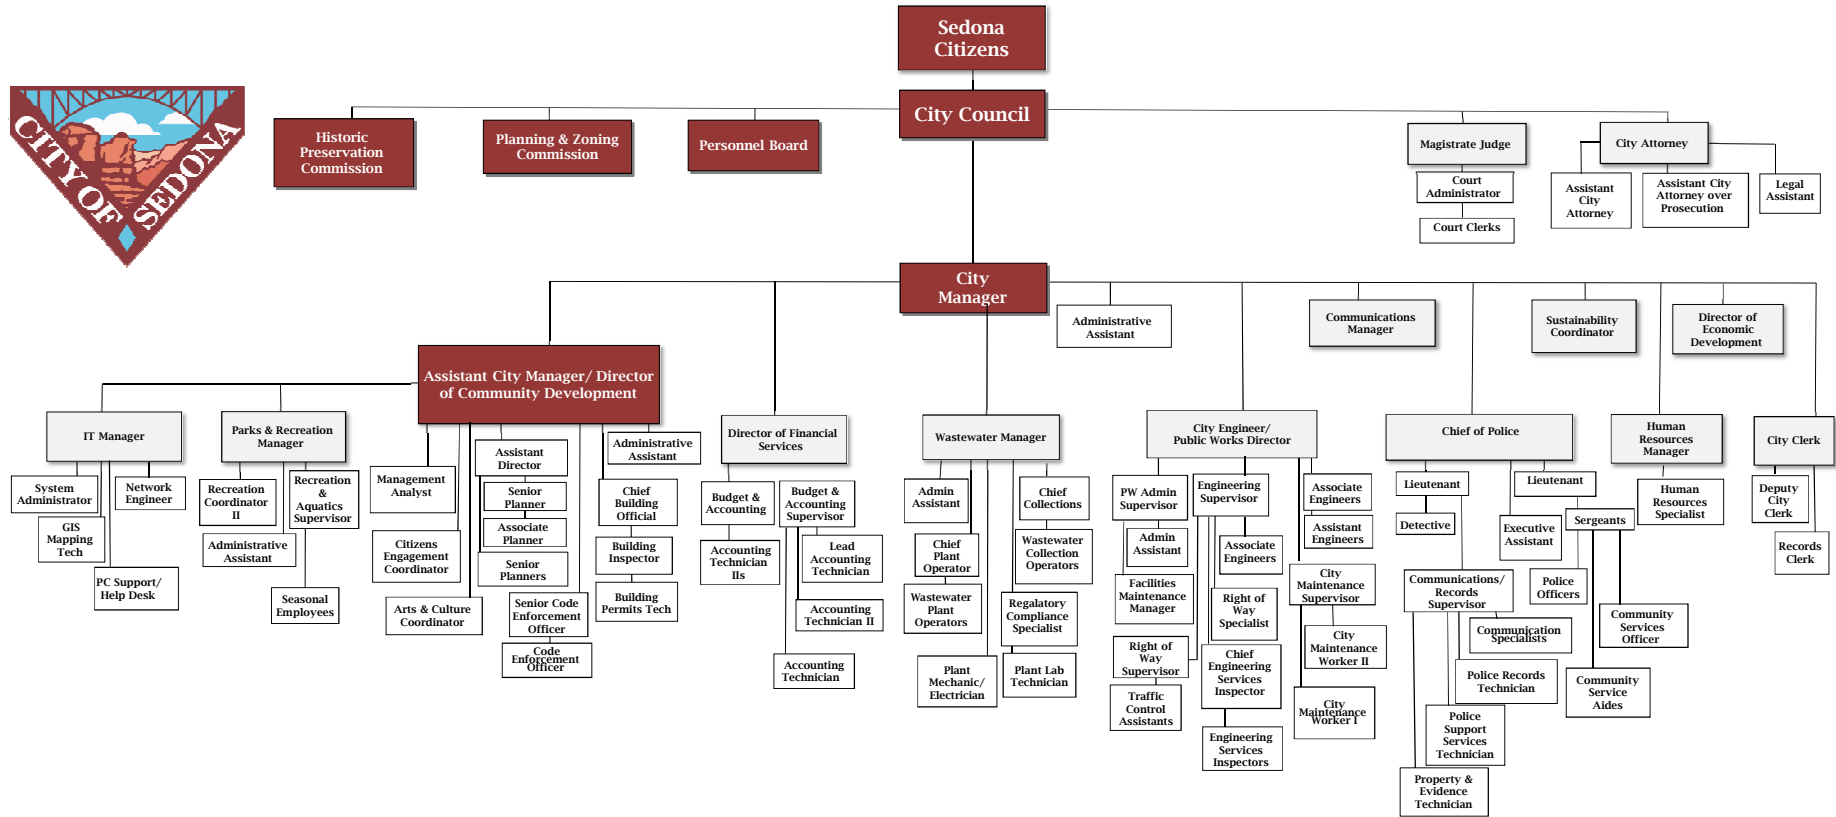 Sedona
Citizens
City Council
Historic
Preservation
Commission
Planning & Zoning
Commission
Personnel Board
Magistrate Judge
City Attorney
Court
Administrator
Court Clerks
Assistant
City
Attorney
Assistant City
Attorney over
Prosecution
Legal
Assistant
CITY OF SEDONA
City
Manager
Administrative
Assistant
Communications
Manager
Sustainability
Coordinator
Director of
Economic
Development
Assistant City Manager/ Director
of Community Development
IT Manager
Parks & Recreation
Manager
Director of Financial
Services
Wastewater Manager
City Engineer/
Public Works Director
Chief of Police
Human
Resources
Manager
City Clerk
System
Administrator
Network
Engineer
GIS
Mapping
Tech
PC Support/
Help Desk
Recreation
Coordinator
II
Recreation
&
Aquatics
Supervisor
Administrative
Assistant
Seasonal
Employees
Management
Analyst
Citizens
Engagement
Coordinator
Arts & Culture
Coordinator
Assistant
Director
Senior
Planner
Associate
Planner
Senior
Planners
Senior Code
Enforcement
Officer
Code
Enforcement
Officer
Administrative
Assistant
Chief
Building
Official
Building
Inspector
Building
Permits Tech
Budget &
Accounting
Accounting
Technician
IIs
Budget &
Accounting
Supervisor
Lead
Accounting
Technician
Accounting
Technician II
Accounting
Technician
Admin
Assistant
Chief
Plant
Operator
Wastewater
Plant
Operators
Plant
Mechanic/
Electrician
Chief
Collections
Wastewater
Collection
Operators
Regalatory
Compliance
Specialist
Plant Lab
Technician
PW Admin
Supervisor
Admin
Assistant
Facilities
Maintenance
Manager
Right of
Way
Supervisor
Traffic
Control
Assistants
Engineering
Supervisor
Associate
Engineers
Right of
Way
Specialist
Chief
Engineering
Services
Inspector
Engineering
Services
Inspectors
Associate
Engineers
Assistant
Engineers
City
Maintenance
Supervisor
City
Maintenance
Worker II
City
Maintenance
Worker I
Lieutenant
Detective
Communications/
Records
Supervisor
Communication
Specialists
Police Records
Technician
Police
Support
Services
Technician
Property &
Evidence
Technician
Executive
Assistant
Lieutenant
Sergeants
Police
Officers
Community
Services
Officer
Community
Service
Aides
Human
Resources
Specialist
Deputy
City
Clerk
Records
Clerk